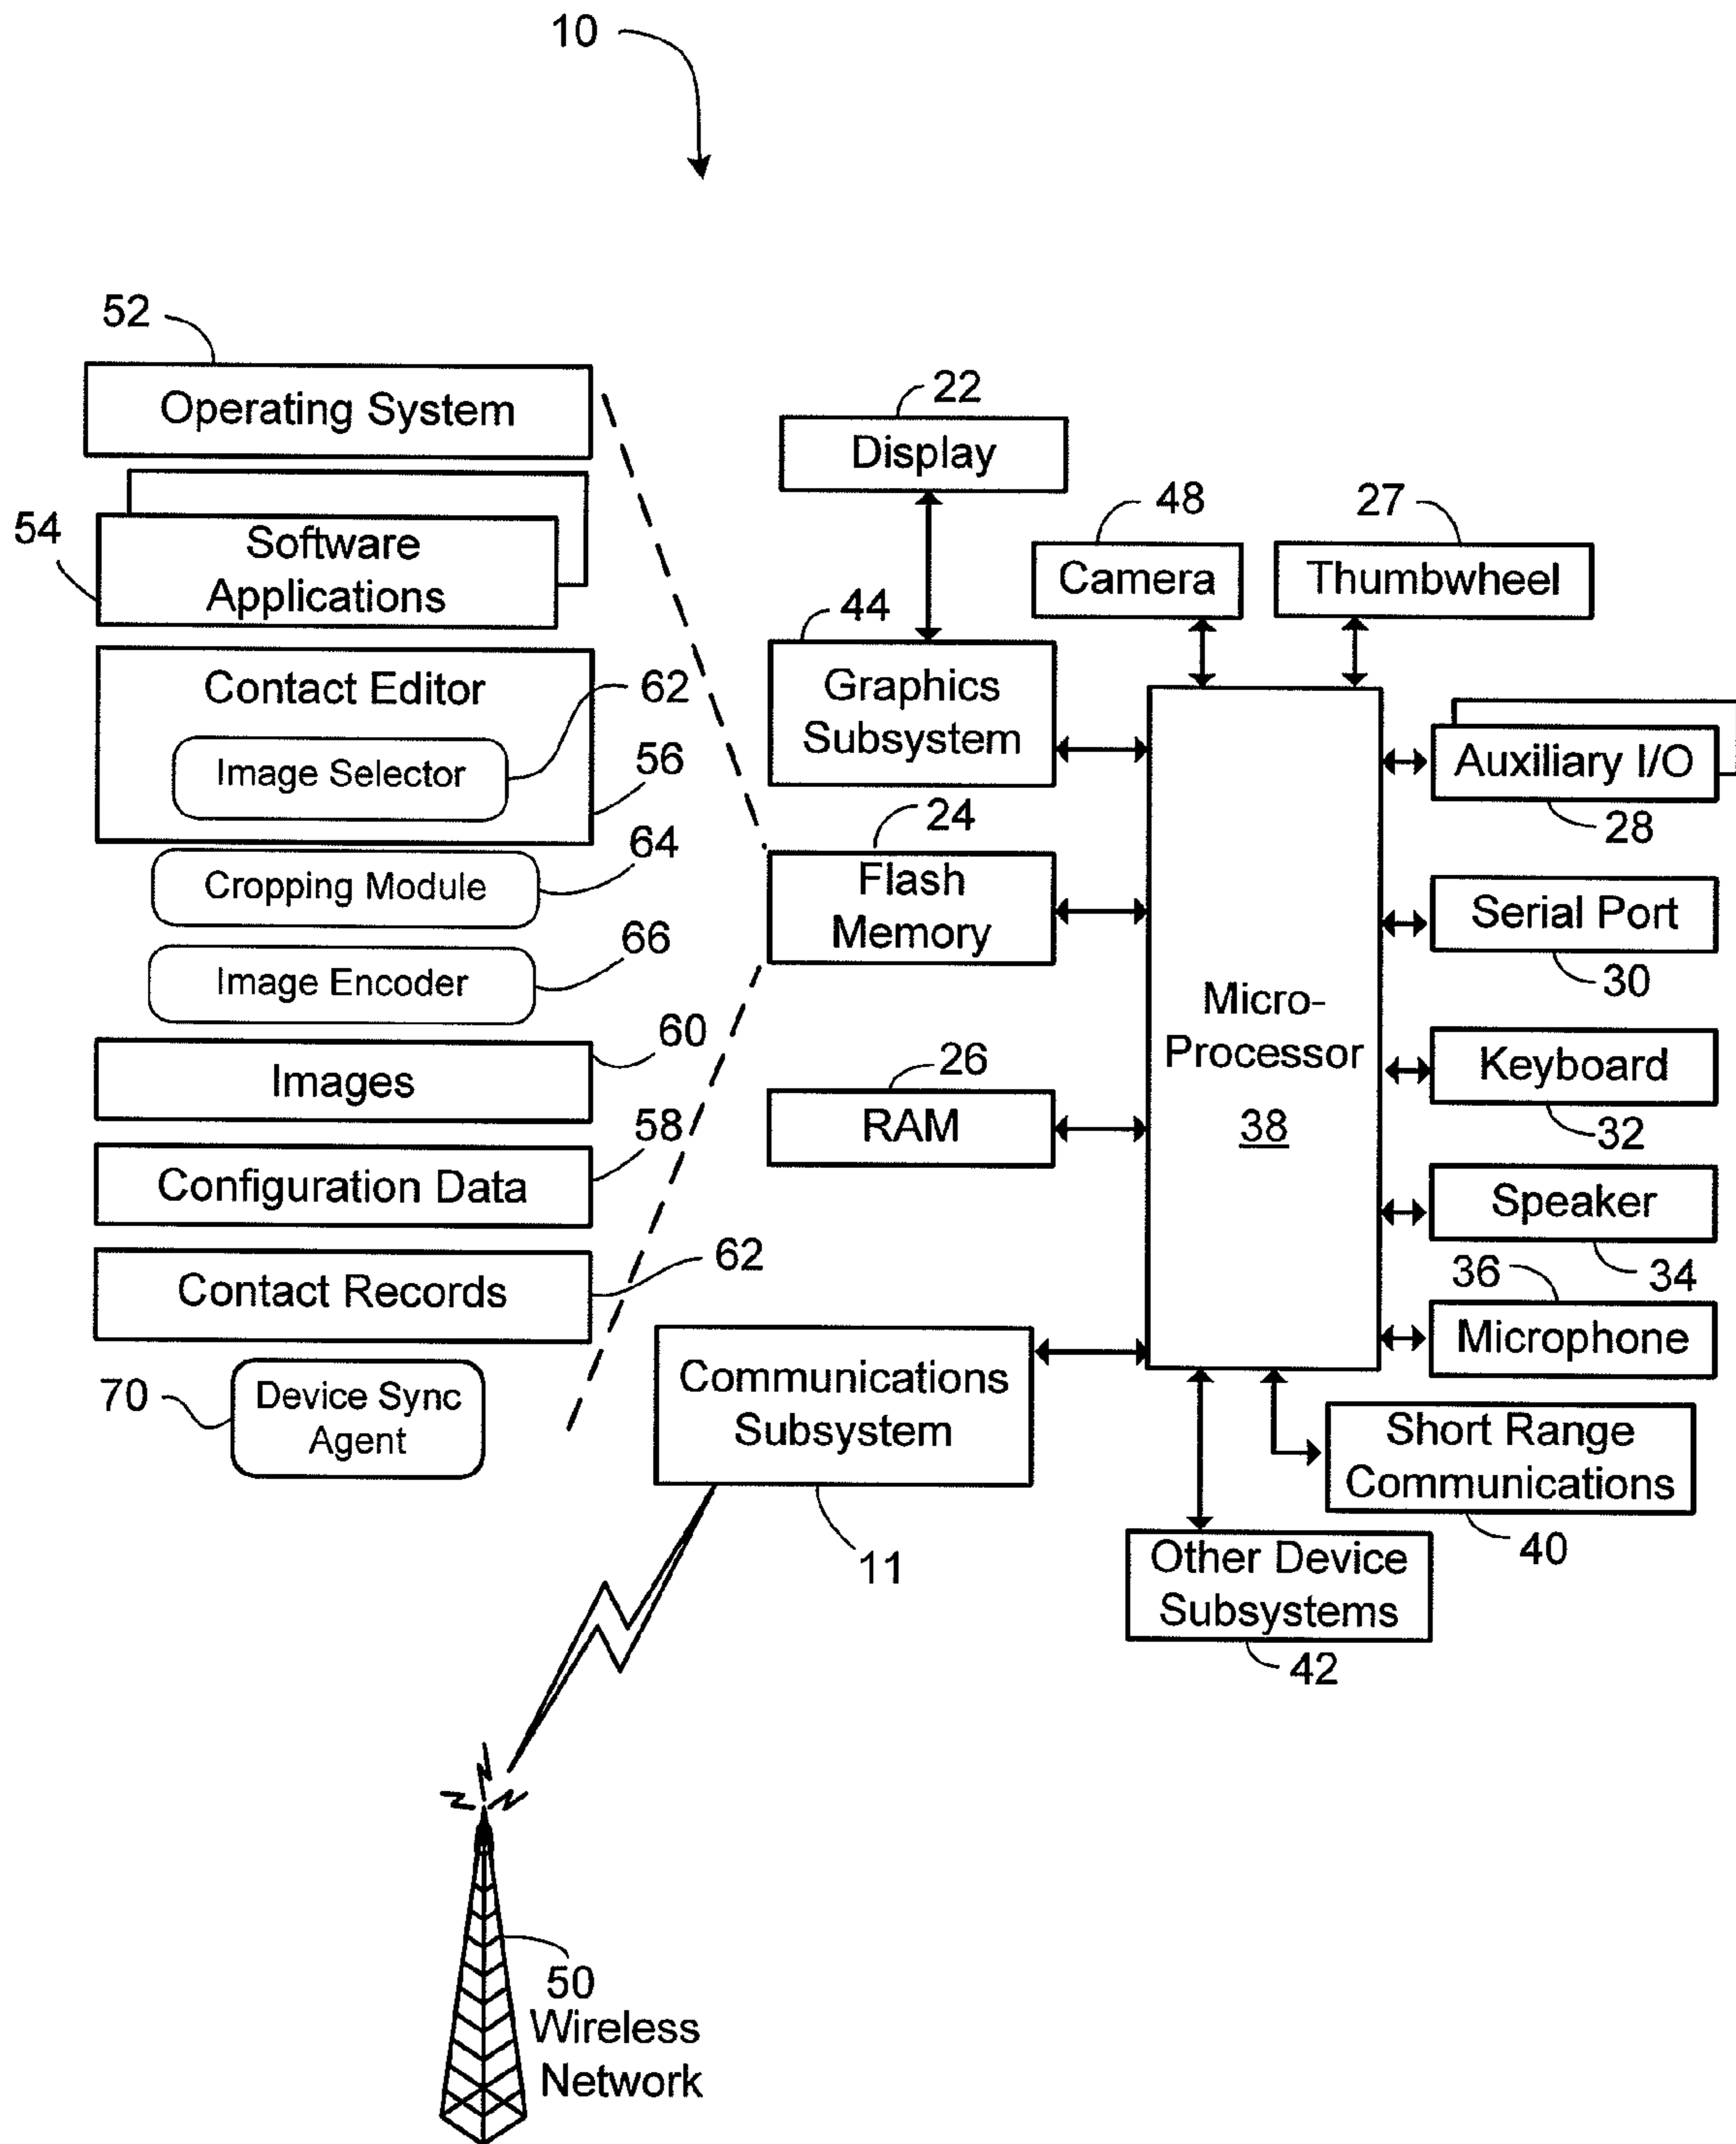 10
52
Operating System
54
Software
Applications
Contact Editor
62
Image Selector
56
64
Cropping Module
66
Image Encoder
60
Images
58
Configuration Data
62
Contact Records
70
Device Sync
Agent
22
Display
48
Camera
27
Thumbwheel
44
Graphics
Subsystem
24
Flash
Memory
26
RAM
Micro-
Processor
38
Auxiliary I/O
28
Serial Port
30
Keyboard
32
Speaker
34
36
Microphone
Communications
Subsystem
11
Short Range
Communications
40
Other Device
Subsystems
42
50
Wireless
Network